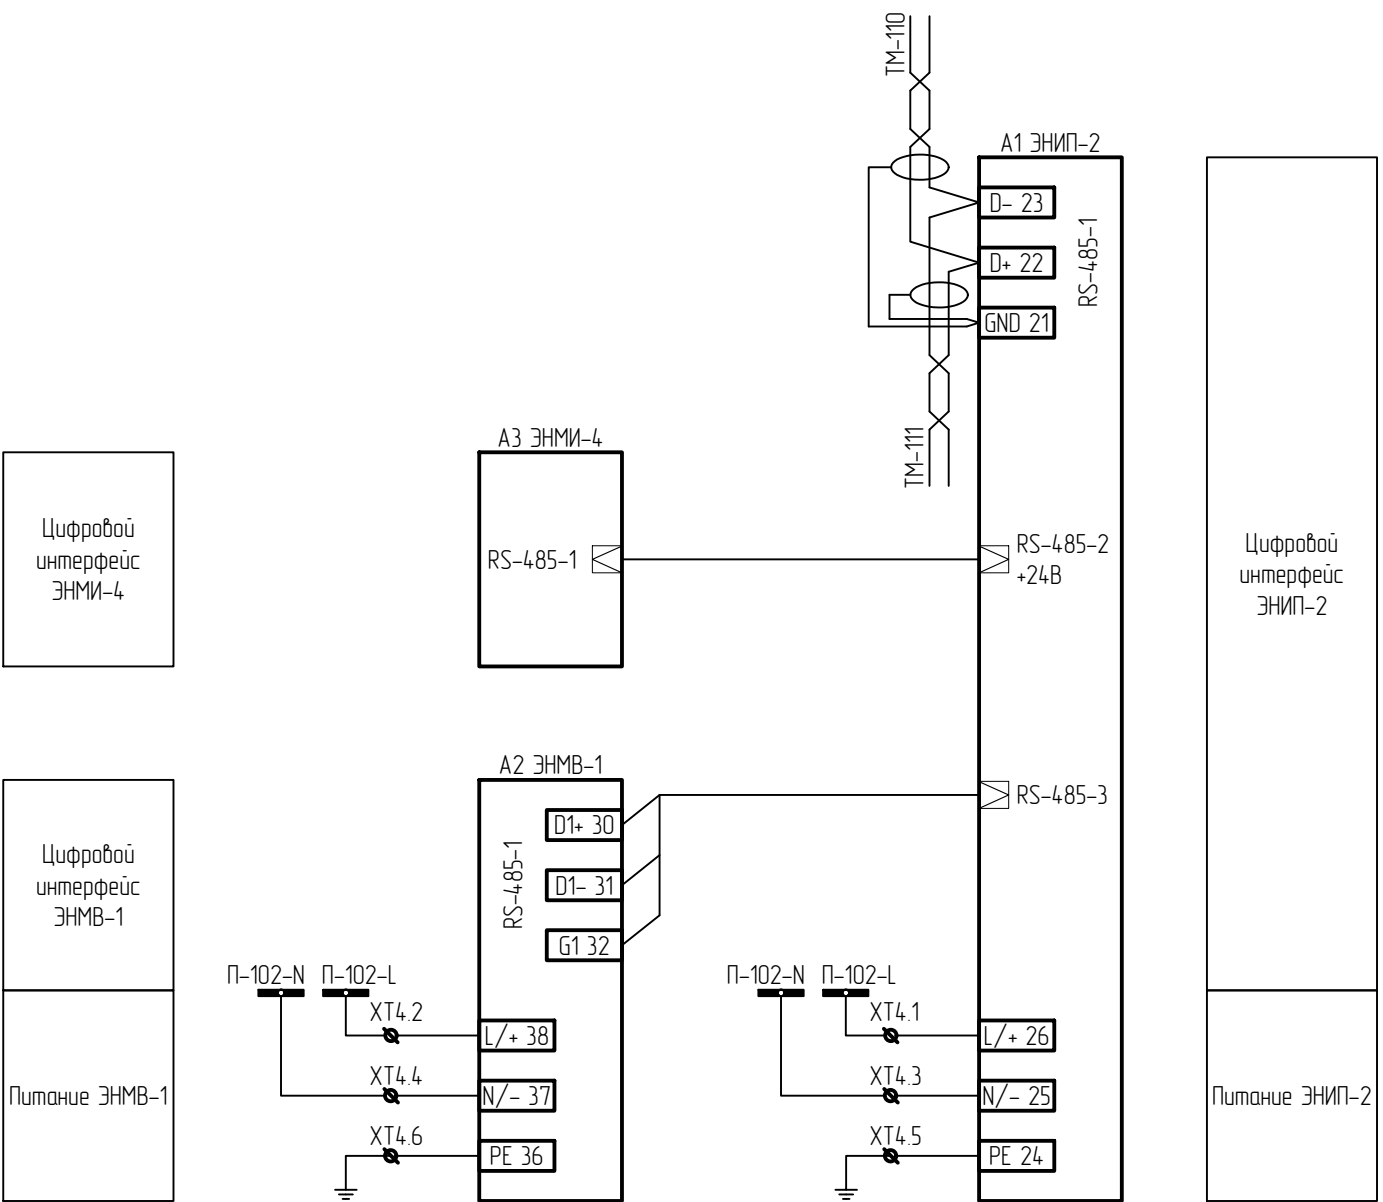 ТМ-110
А1 ЭНИП-2
D- 23
D+ 22
GND 21
RS-485-1
ТМ-111
А3 ЭНМИ-4
RS-485-1
RS-485-2
+24В
Цифровой
интерфейс
ЭНМИ-4
Цифровой
интерфейс
ЭНИП-2
А2 ЭНМВ-1
D1+ 30
D1- 31
G1 32
RS-485-1
RS-485-3
Цифровой
интерфейс
ЭНМВ-1
П-102-N
П-102-L
XT4.2
L/+ 38
XT4.4
N/- 37
XT4.6
PE 36
Питание ЭНМВ-1
П-102-N
П-102-L
XT4.1
L/+ 26
XT4.3
N/- 25
XT4.5
PE 24
Питание ЭНИП-2